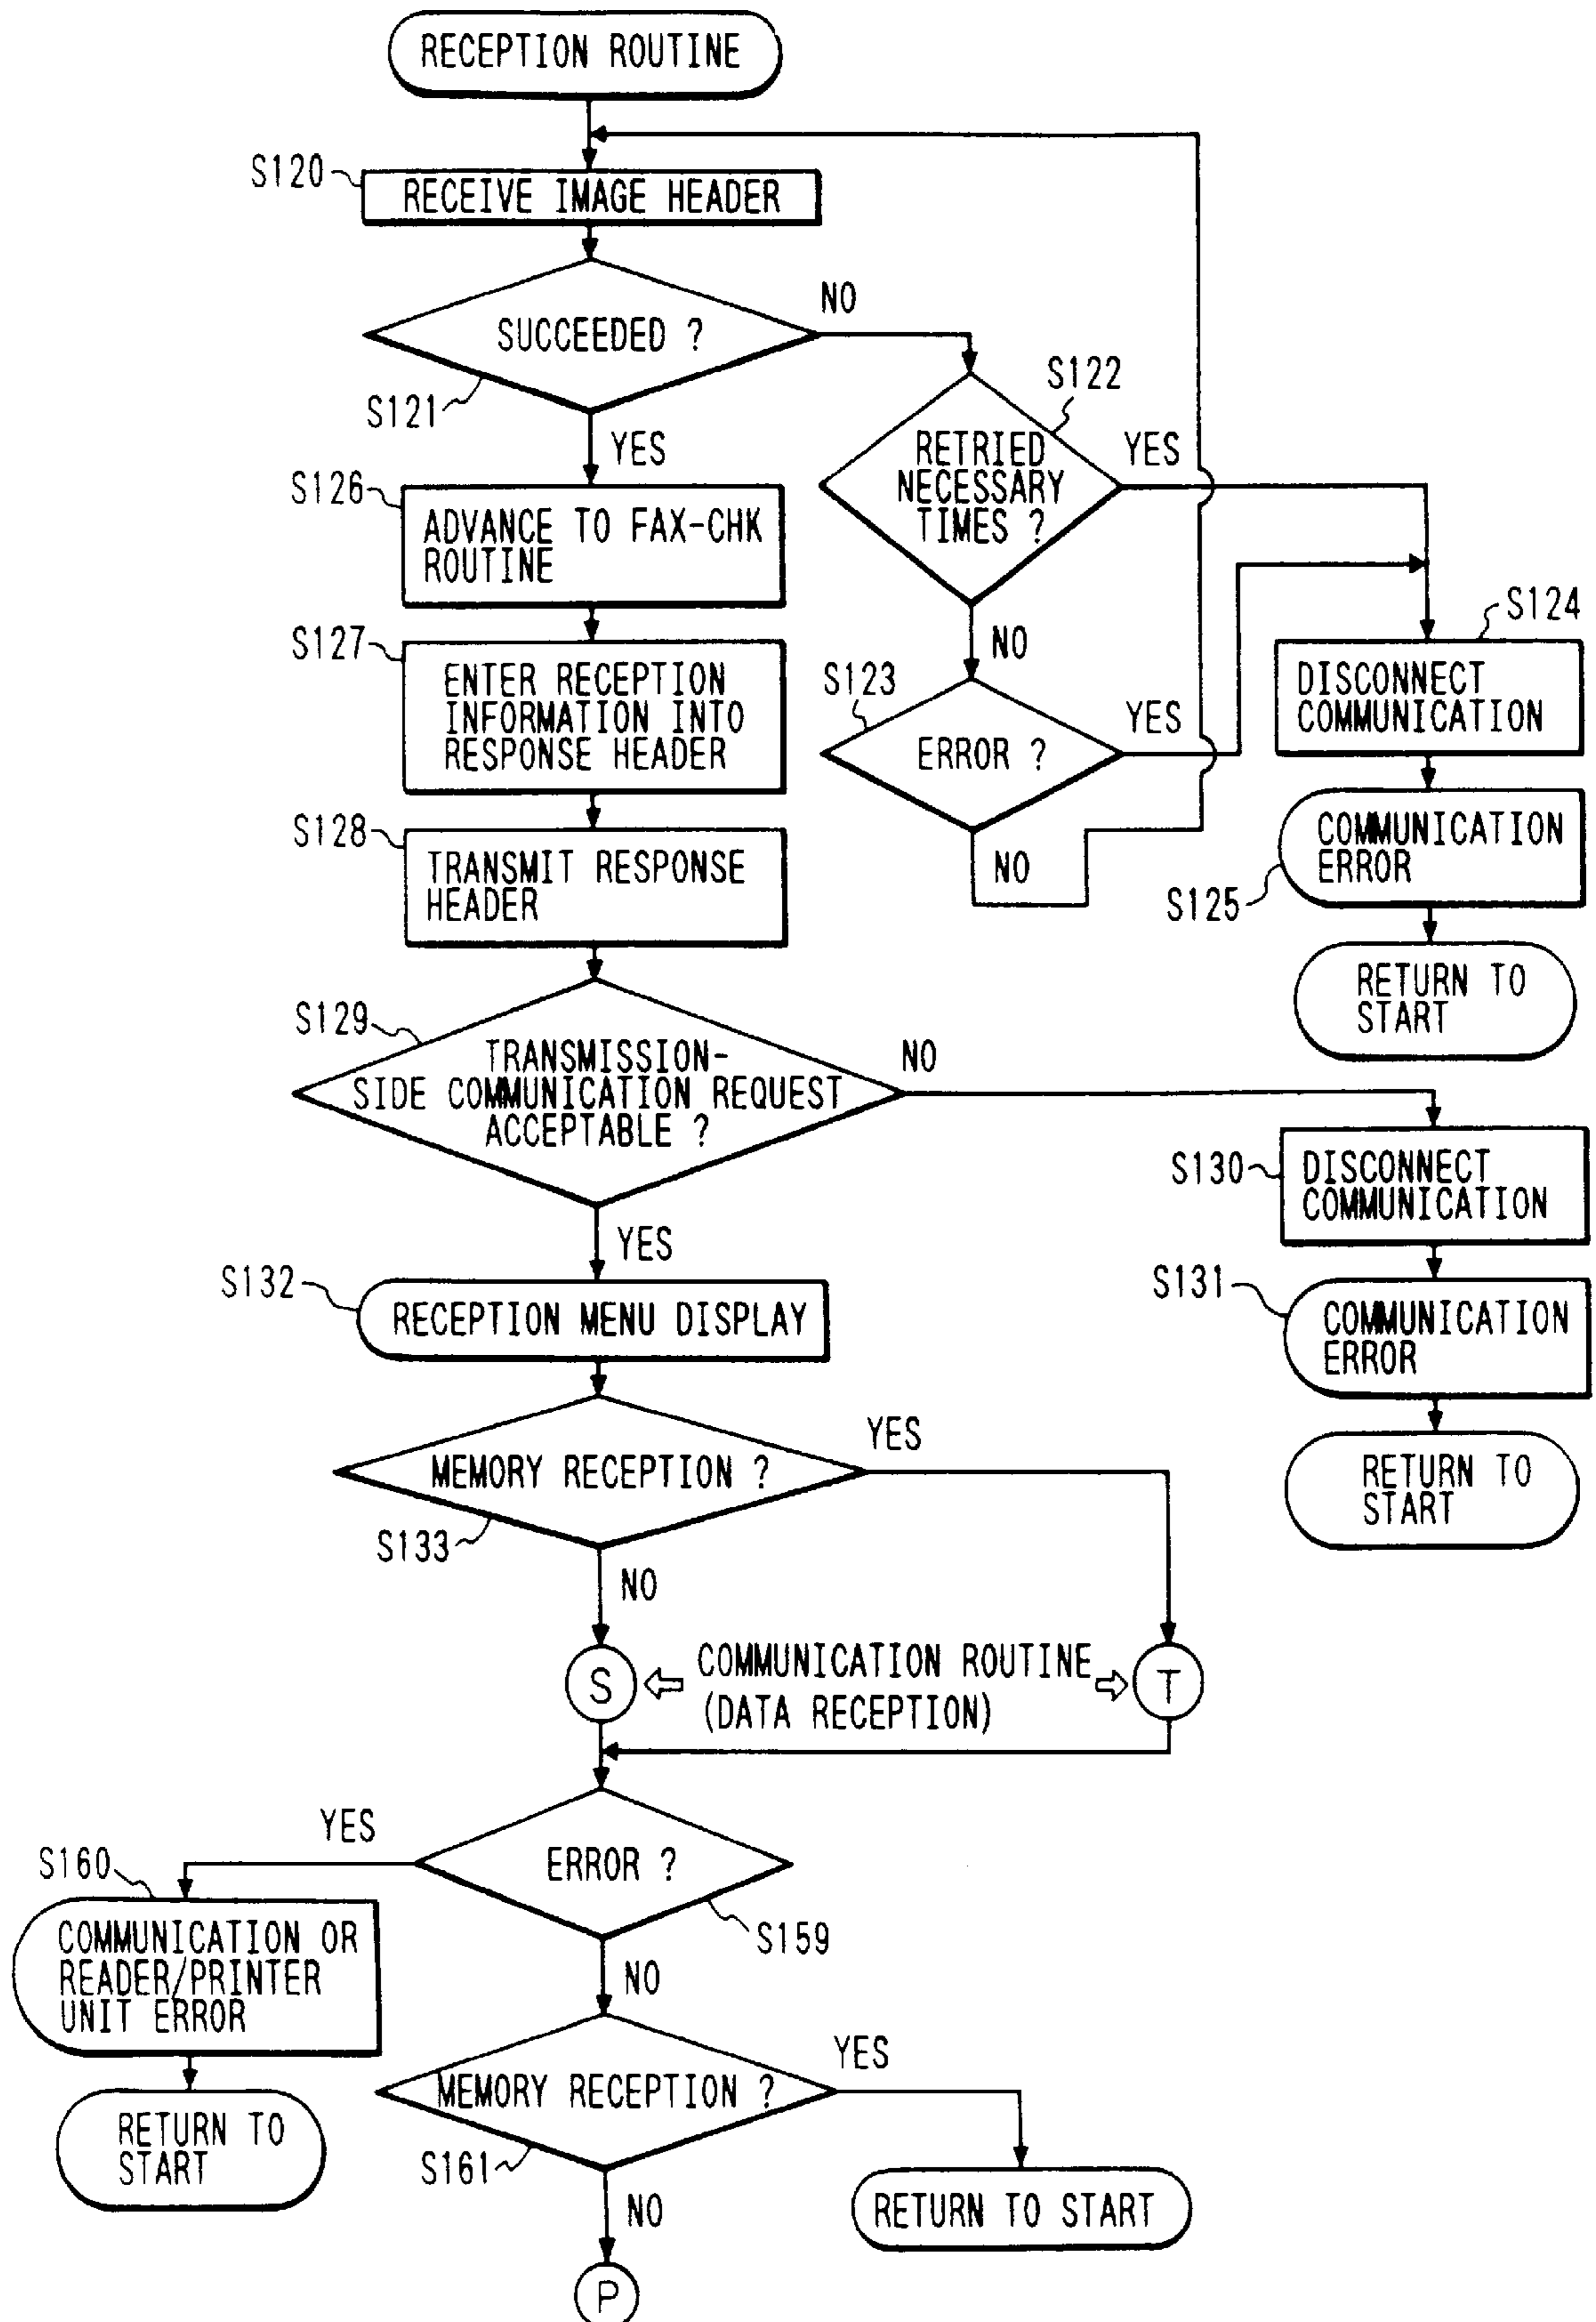 RECEPTION ROUTINE
S120
RECEIVE IMAGE HEADER
SUCCEEDED ?
NO
S121
YES
S122
RETRIED
NECESSARY
TIMES ?
YES
NO
S126
ADVANCE TO FAX-CHK
ROUTINE
S127
ENTER RECEPTION
INFORMATION INTO
RESPONSE HEADER
S123
ERROR ?
YES
NO
S124
DISCONNECT
COMMUNICATION
COMMUNICATION
ERROR
S125
RETURN TO
START
S128
TRANSMIT RESPONSE
HEADER
S129
TRANSMISSION-
SIDE COMMUNICATION REQUEST
ACCEPTABLE ?
NO
YES
S130
DISCONNECT
COMMUNICATION
S131
COMMUNICATION
ERROR
RETURN TO
START
S132
RECEPTION MENU DISPLAY
MEMORY RECEPTION ?
YES
S133
NO
S
COMMUNICATION ROUTINE
(DATA RECEPTION)
T
ERROR ?
YES
S159
NO
S160
COMMUNICATION OR
READER/PRINTER
UNIT ERROR
RETURN TO
START
MEMORY RECEPTION ?
YES
S161
NO
RETURN TO START
P